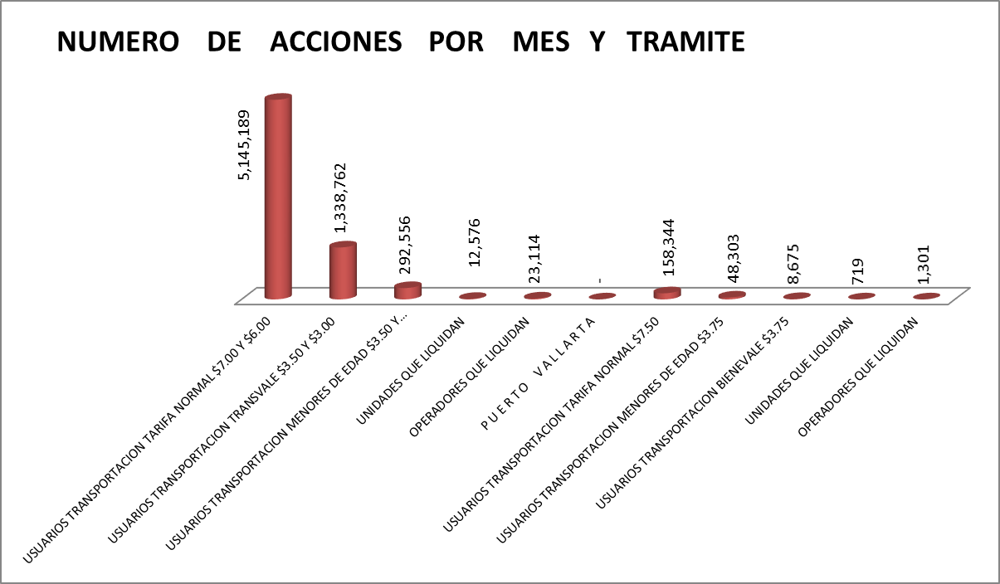 NUMERO DE ACCIONES POR MES Y TRAMITE
5,145,189
1,338,762
292,556
12,576
23,114
-
158,344
48,303
8,675
719
1,301
USUARIOS TRANSPORTACION TARIFA NORMAL $7.00 Y $6.00
USUARIOS TRANSPORTACION TRANSVALE $3.50 Y $3.00
USUARIOS TRANSPORTACION MENORES DE EDAD $3.50 Y...
UNIDADES QUE LIQUIDAN
OPERADORES QUE LIQUIDAN
P U E R T O V A L L A R T A
USUARIOS TRANSPORTACION TARIFA NORMAL $7.50
USUARIOS TRANSPORTACION MENORES DE EDAD $3.75
USUARIOS TRANSPORTACION BIENEVALE $3.75
UNIDADES QUE LIQUIDAN
OPERADORES QUE LIQUIDAN